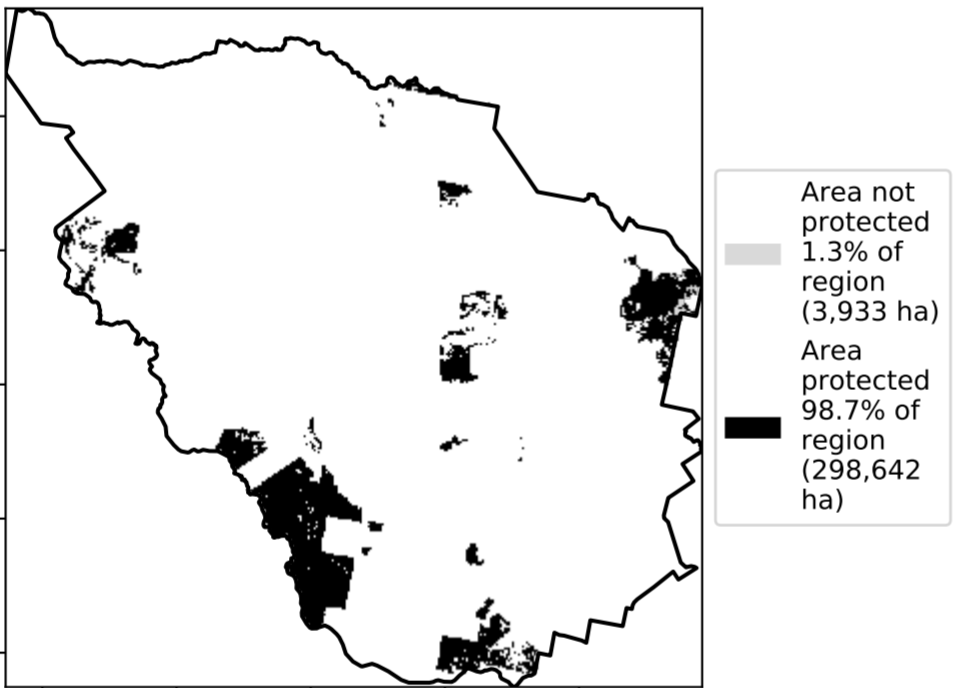 Area not
protected
1.3% of
region
(3,933 ha)
Area
protected
98.7% of
region
(298,642
ha)